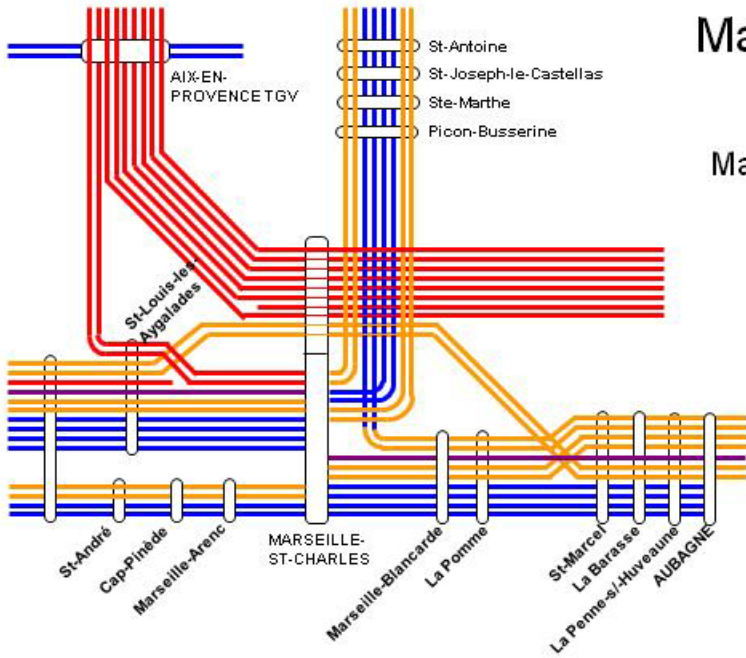 Ma
St-Antoine
St-Joseph-le-Castellas
Ste-Marthe
Picon-Busserine
AIX-EN-
PROVENCE TGV
Ma
St-Louis-les-
Aygalades
MARSEILLE-
ST-CHARLES
St-André
Cap-Pinède
Marseille-Arenc
Marseille-Blancarde
La Pomme
St-Marcel
La Barasse
La Penne-s/-Huveaune
AUBAGNE